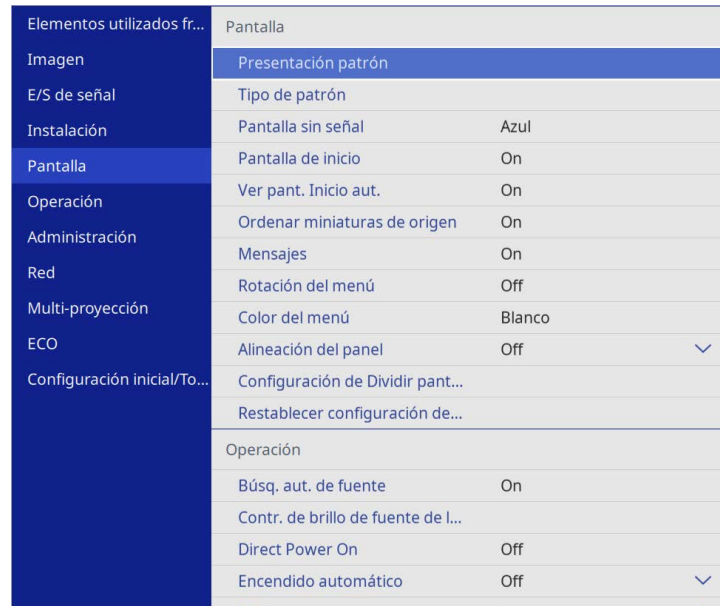 Elementos utilizados fr...
Imagen
E/S de señal
Instalación
Pantalla
Operación
Administración
Red
Multi-proyección
ECO
Configuración inicial/To...
Pantalla
Presentación patrón
Tipo de patrón
Pantalla sin señal Azul
Pantalla de inicio On
Ver pant. Inicio aut. On
Ordenar miniaturas de origen On
Mensajes On
Rotación del menú Off
Color del menú Blanco
Alineación del panel Off
Configuración de Dividir pant...
Restablecer configuración de...
Operación
Búsq. aut. de fuente On
Contr. de brillo de fuente de l...
Direct Power On Off
Encendido automático Off